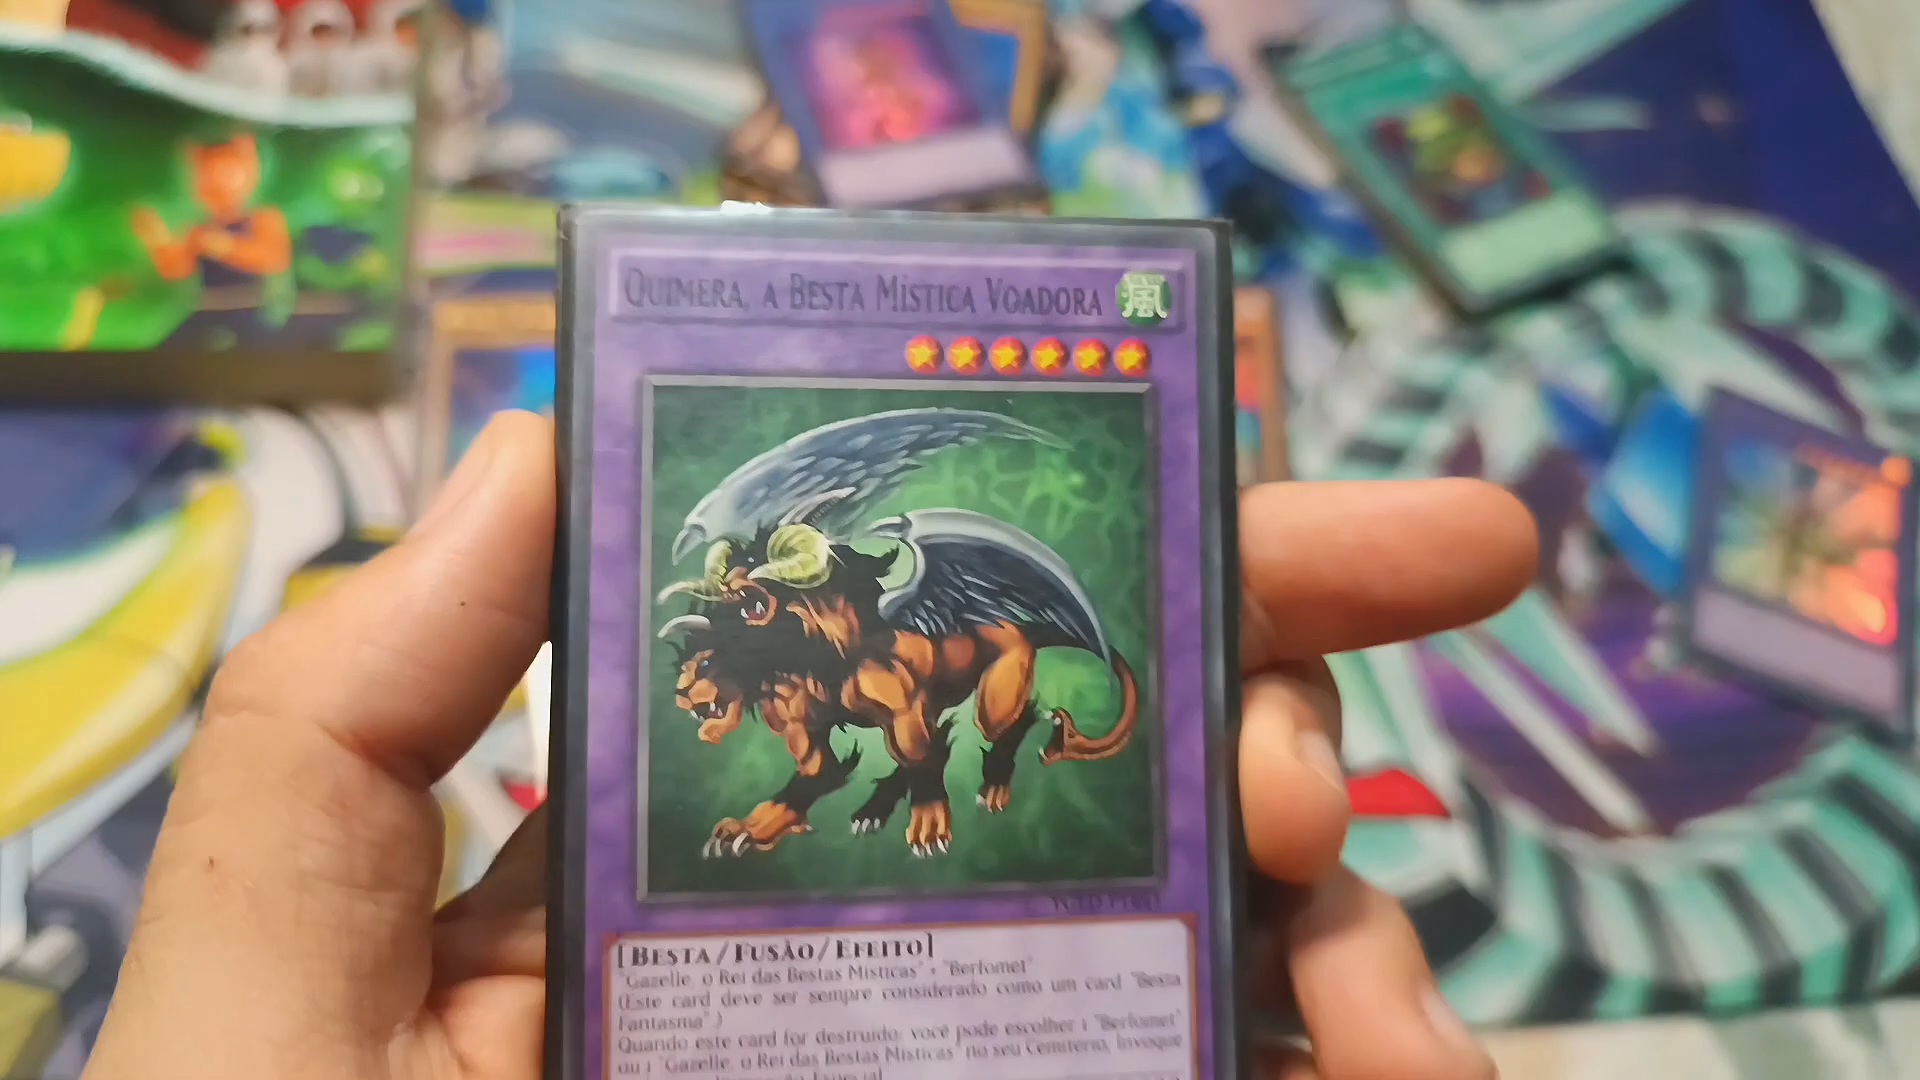 QUIMERA, A BESTA MÍSTICA VOADORA 風
[BESTA/FUSÃO/EFEITO]
"Gazelle, o Rei das Bestas Místicas" + "Berfomet"
(Este card deve ser sempre considerado como um card "Besta
Fantasma".)
Quando este card for destruído: você pode escolher 1 "Berfomet"
ou 1 "Gazelle, o Rei das Bestas Místicas" no seu Cemitério; Invoque